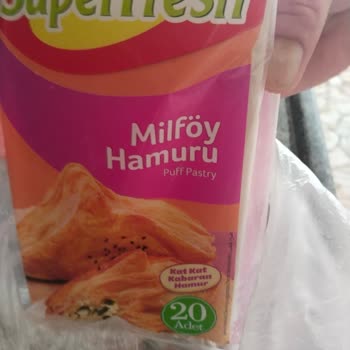 Superfresh
Milföy
Hamuru
Puff Pastry
Kat Kat
Kabaran
Hamur
20
Adet